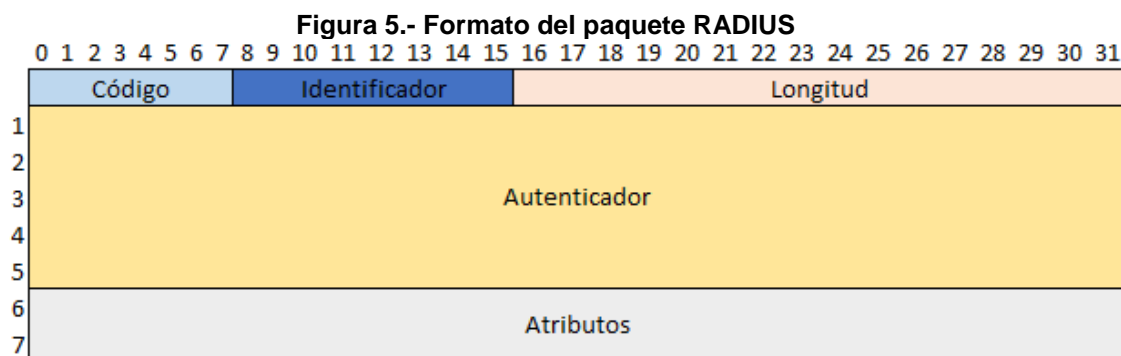 Figura 5.- Formato del paquete RADIUS
0 1 2 3 4 5 6 7 8 9 10 11 12 13 14 15 16 17 18 19 20 21 22 23 24 25 26 27 28 29 30 31
Código Identificador Longitud
1
2
3 Autenticador
4
5
6
Atributos
7